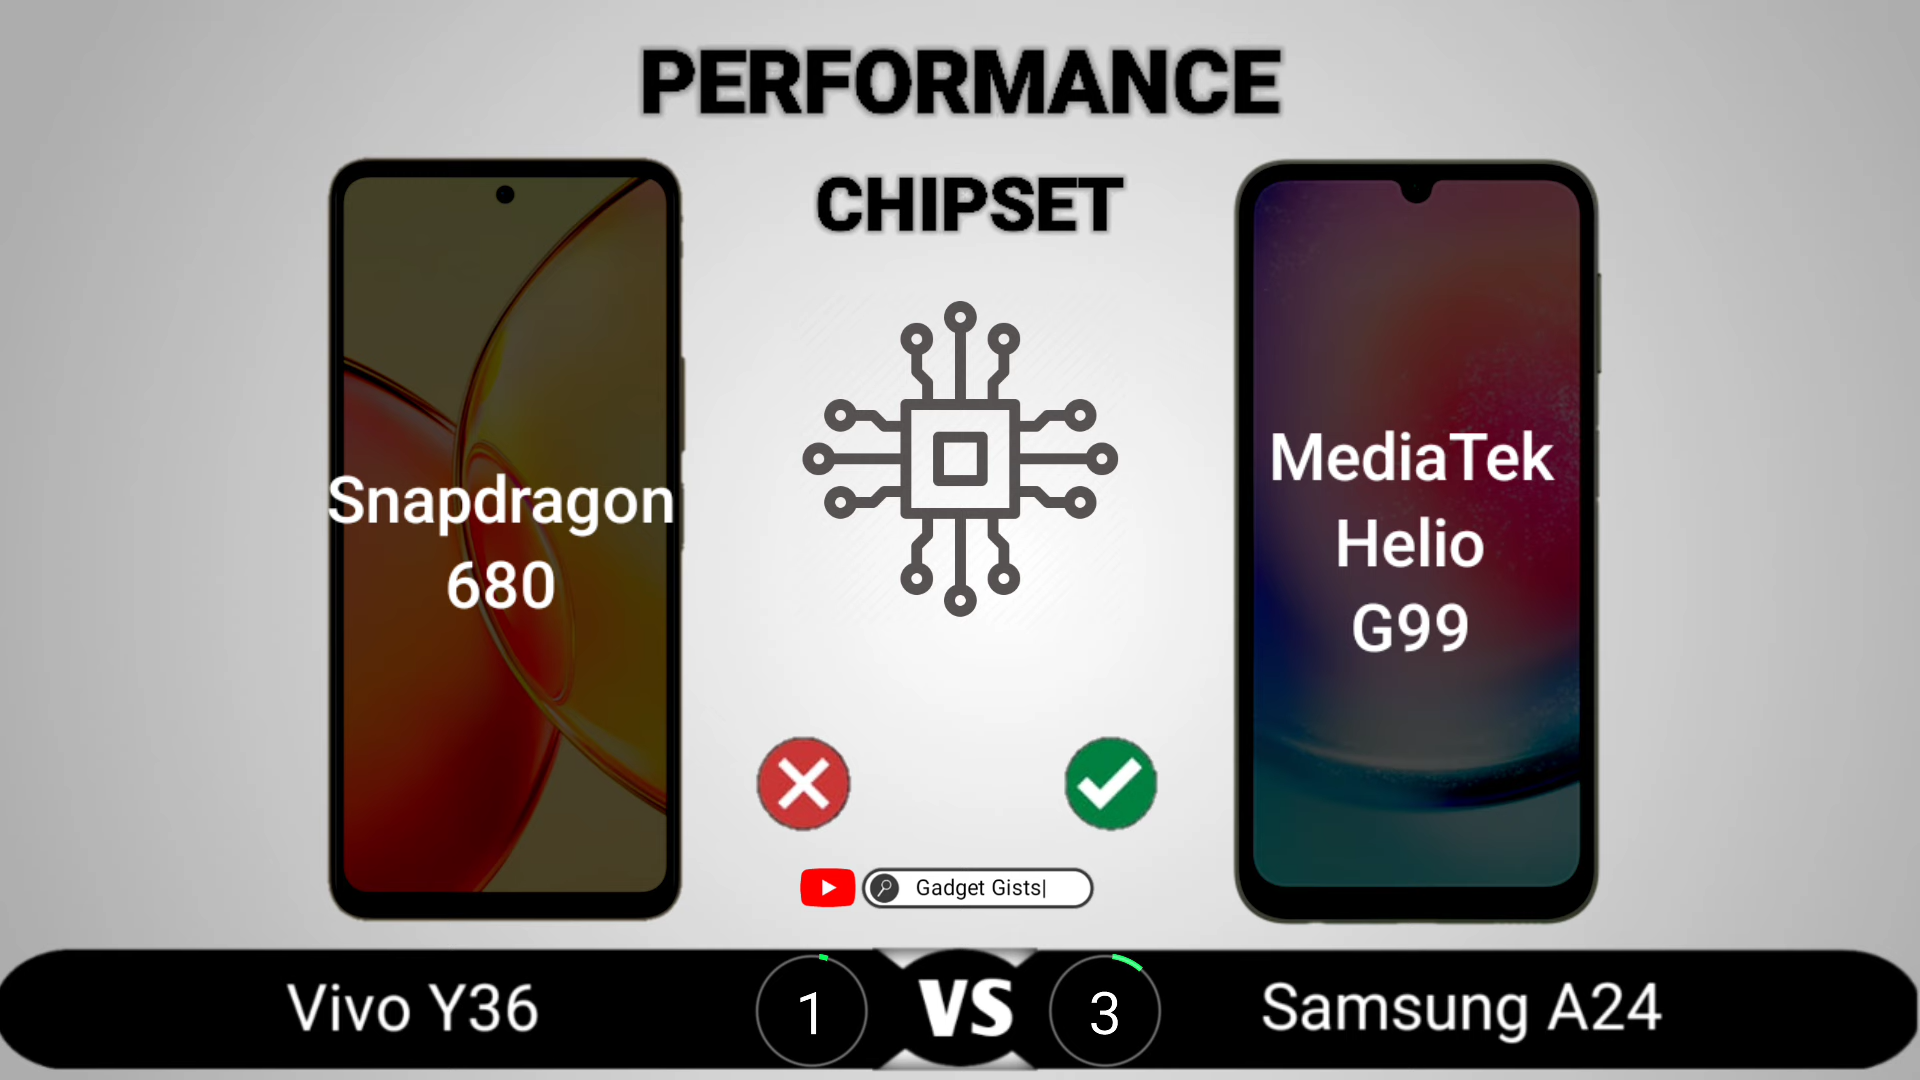 PERFORMANCE
CHIPSET
Snapdragon
680
MediaTek
Helio
G99
Gadget Gists|
Vivo Y36
1
VS
3
Samsung A24